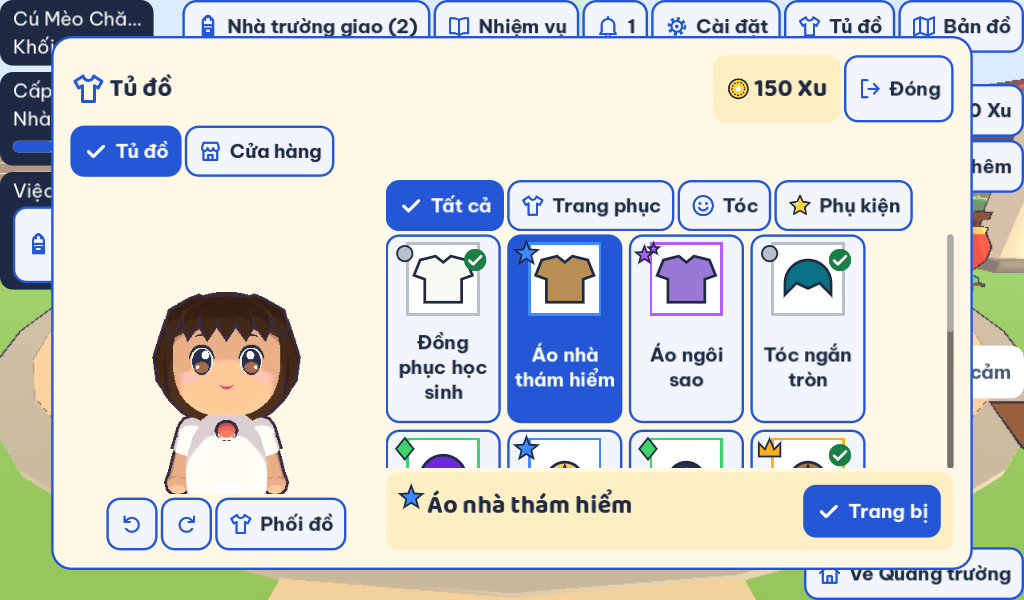 Cú Mèo Chă...
Nhà trường giao (2)
Nhiệm vụ
1
Cài đặt
Tủ đồ
Bản đồ
Khối
Tủ đồ
150 Xu
Đóng
Cấp
Nhà
0 Xu
Tủ đồ
Cửa hàng
hêm
Việc
Tất cả
Trang phục
Tóc
Phụ kiện
Đồng
phục học
sinh
Áo nhà
thám hiểm
Áo ngôi
sao
Tóc ngắn
tròn
cảm
Áo nhà thám hiểm
Trang bị
Phối đồ
Về Quảng trường